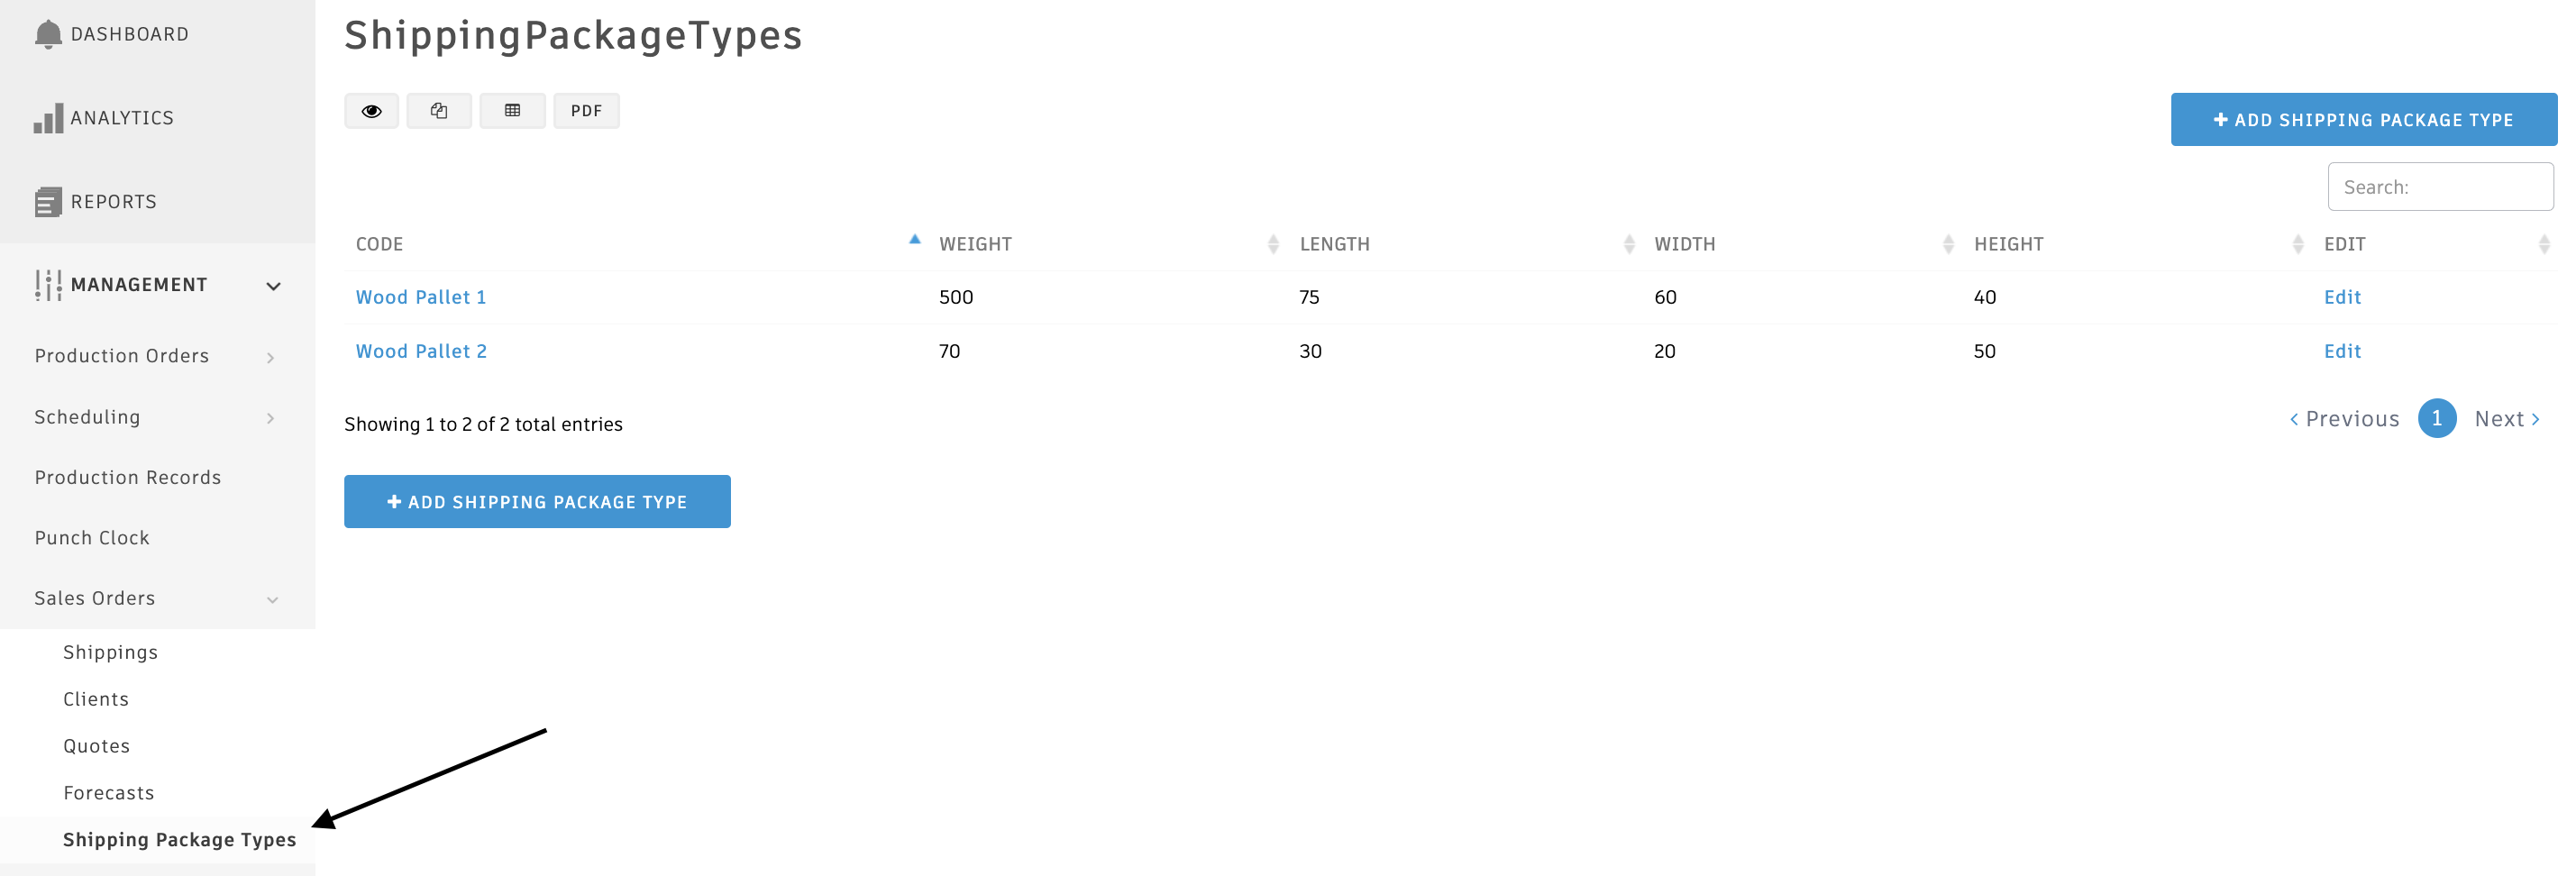 DASHBOARD
ANALYTICS
REPORTS
MANAGEMENT
Production Orders
Scheduling
Production Records
Punch Clock
Sales Orders
Shippings
Clients
Quotes
Forecasts
Shipping Package Types
ShippingPackageTypes
PDF
+ ADD SHIPPING PACKAGE TYPE
Search:
CODE WEIGHT LENGTH WIDTH HEIGHT EDIT
Wood Pallet 1 500 75 60 40 Edit
Wood Pallet 2 70 30 20 50 Edit
Showing 1 to 2 of 2 total entries
‹ Previous 1 Next ›
+ ADD SHIPPING PACKAGE TYPE